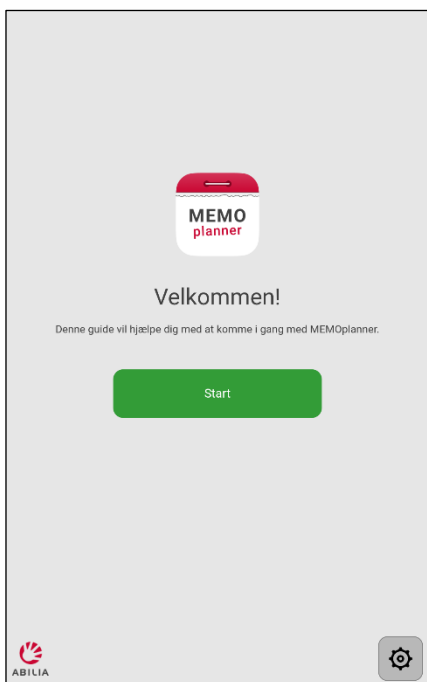 MEMO
planner
Velkommen!
Denne guide vil hjælpe dig med at komme i gang med MEMOplanner.
Start
ABILIA